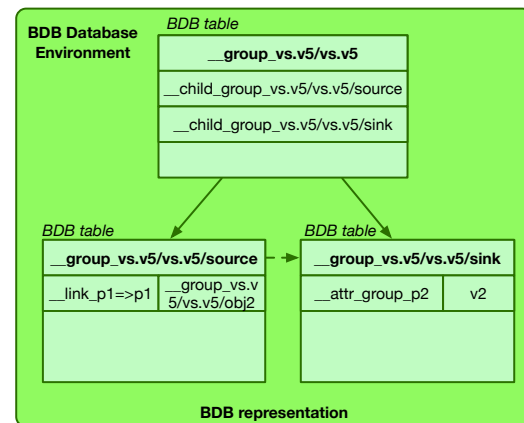 BDB Database
Environment
BDB table
__group_vs.v5/vs.v5
__child_group_vs.v5/vs.v5/source
__child_group_vs.v5/vs.v5/sink
BDB table
__group_vs.v5/vs.v5/source
__link_p1=>p1
__group_vs.v
5/vs.v5/obj2
BDB table
__group_vs.v5/vs.v5/sink
__attr_group_p2
v2
BDB representation